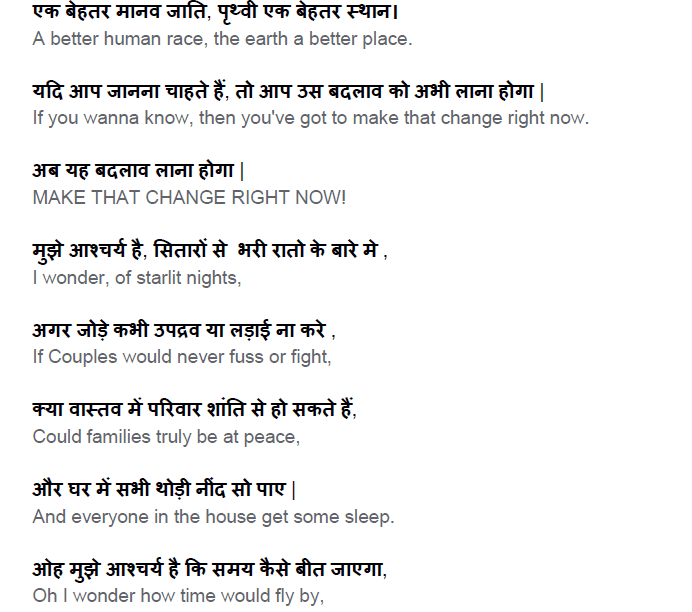 एक बेहतर मानव जाति, पृथ्वी एक बेहतर स्थान।
A better human race, the earth a better place.
यदि आप जानना चाहते हैं, तो आप उस बदलाव को अभी लाना होगा |
If you wanna know, then you've got to make that change right now.
अब यह बदलाव लाना होगा |
MAKE THAT CHANGE RIGHT NOW!
मुझे आश्चर्य है, सितारों से भरी रातो के बारे मे ,
I wonder, of starlit nights,
अगर जोड़े कभी उपद्रव या लड़ाई ना करे ,
If Couples would never fuss or fight,
क्या वास्तव में परिवार शांति से हो सकते हैं,
Could families truly be at peace,
और घर में सभी थोड़ी नींद सो पाए |
And everyone in the house get some sleep.
ओह मुझे आश्चर्य है कि समय कैसे बीत जाएगा,
Oh I wonder how time would fly by,